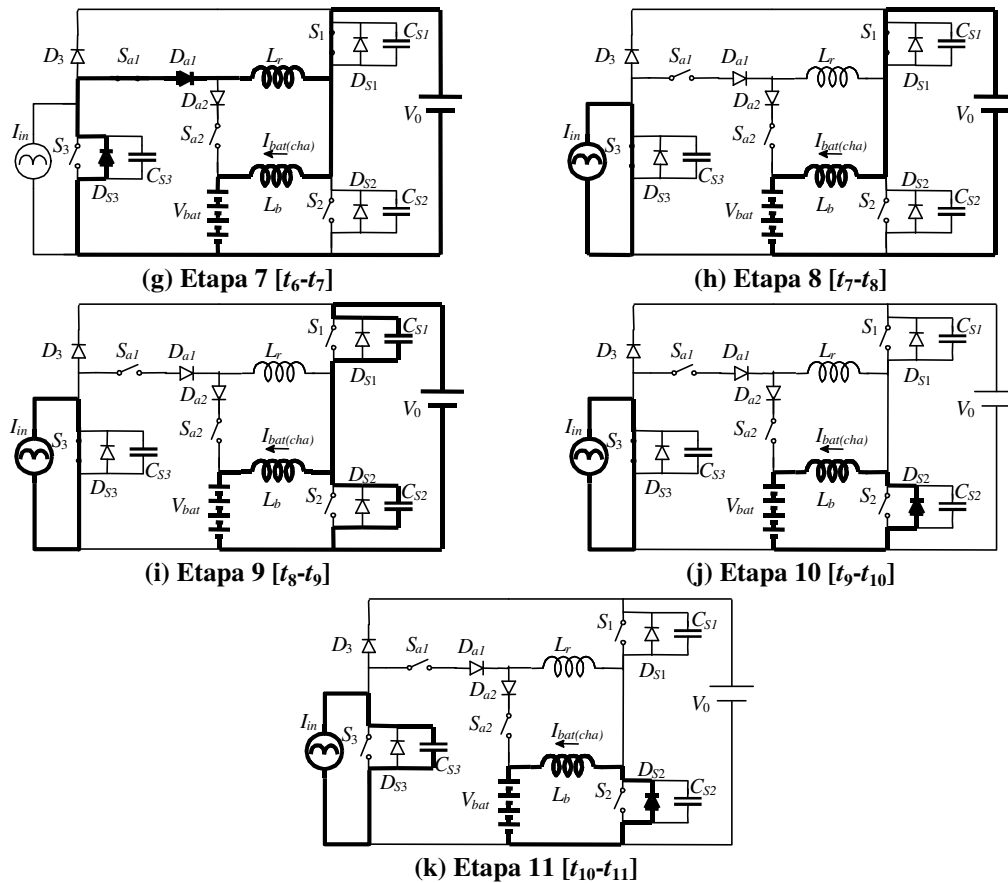 S1
CS1
D3
Sa1
Da1
Lr
DS1
Da2
V0
Iin
S3
Sa2
Ibat(cha)
DS2
DS3
CS3
Vbat
Lb
S2
CS2
(g) Etapa 7 [t6-t7]
S1
CS1
D3
Sa1
Da1
Lr
DS1
Da2
V0
Iin
S3
Sa2
Ibat(cha)
DS2
DS3
CS3
Vbat
Lb
S2
CS2
(h) Etapa 8 [t7-t8]
S1
CS1
D3
Sa1
Da1
Lr
DS1
Da2
V0
Iin
S3
Sa2
Ibat(cha)
DS2
DS3
CS3
Vbat
Lb
S2
CS2
(i) Etapa 9 [t8-t9]
S1
CS1
D3
Sa1
Da1
Lr
DS1
Da2
V0
Iin
S3
Sa2
Ibat(cha)
DS2
DS3
CS3
Vbat
Lb
S2
CS2
(j) Etapa 10 [t9-t10]
S1
CS1
D3
Sa1
Da1
Lr
DS1
Da2
V0
Iin
S3
Sa2
Ibat(cha)
DS2
DS3
CS3
Vbat
Lb
S2
CS2
(k) Etapa 11 [t10-t11]